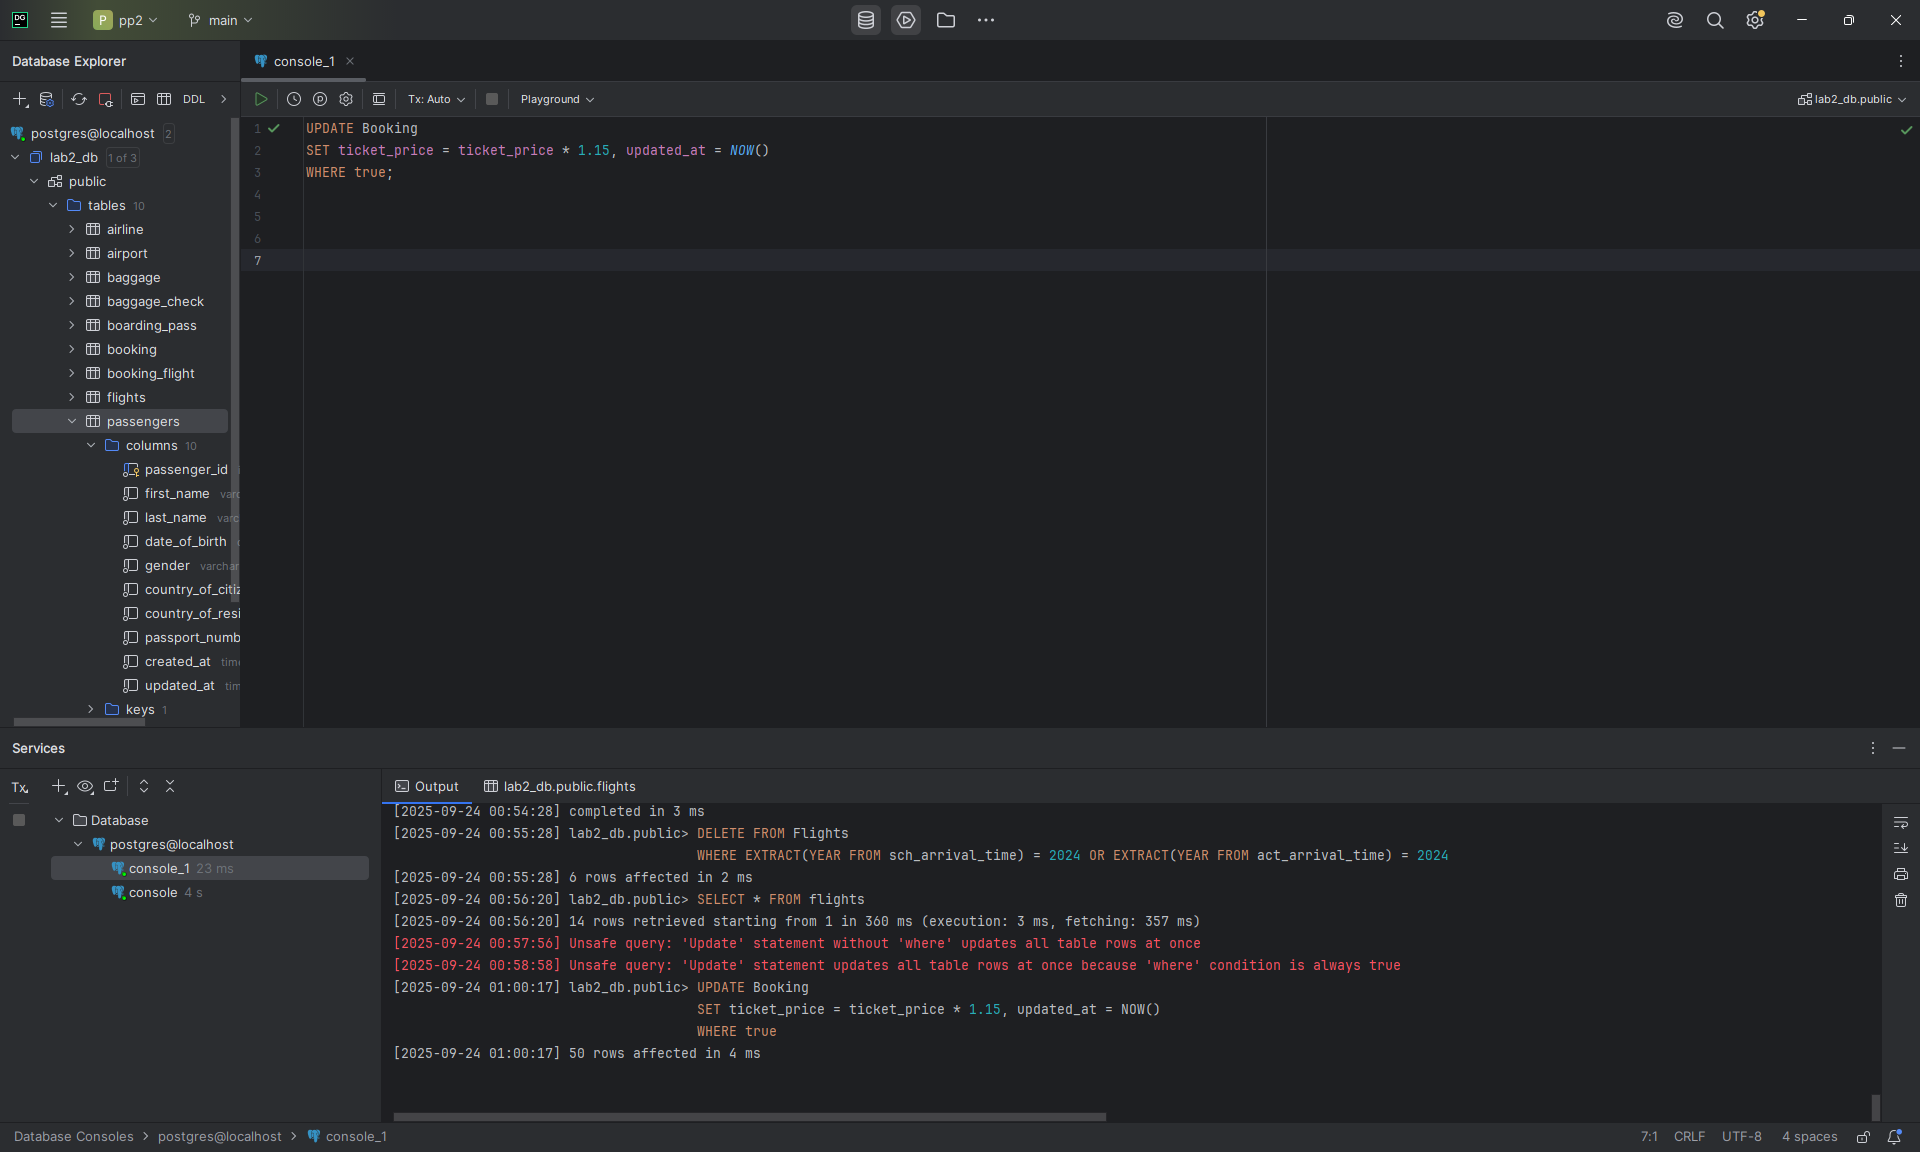 DG
P pp2
main
Database Explorer
console_1
DDL
Tx: Auto
Playground
lab2_db.public
postgres@localhost 2
lab2_db 1 of 3
public
tables 10
airline
airport
baggage
baggage_check
boarding_pass
booking
booking_flight
flights
passengers
columns 10
passenger_id
first_name varc
last_name varc
date_of_birth
gender varchar
country_of_citiz
country_of_resi
passport_numb
created_at time
updated_at tim
keys 1
1 UPDATE Booking
2 SET ticket_price = ticket_price * 1.15, updated_at = NOW()
3 WHERE true;
4
5
6
7
Services
Tx
Database
postgres@localhost
console_1 23 ms
console 4 s
Output
lab2_db.public.flights
[2025-09-24 00:54:28] completed in 3 ms
[2025-09-24 00:55:28] lab2_db.public> DELETE FROM Flights
WHERE EXTRACT(YEAR FROM sch_arrival_time) = 2024 OR EXTRACT(YEAR FROM act_arrival_time) = 2024
[2025-09-24 00:55:28] 6 rows affected in 2 ms
[2025-09-24 00:56:20] lab2_db.public> SELECT * FROM flights
[2025-09-24 00:56:20] 14 rows retrieved starting from 1 in 360 ms (execution: 3 ms, fetching: 357 ms)
[2025-09-24 00:57:56] Unsafe query: 'Update' statement without 'where' updates all table rows at once
[2025-09-24 00:58:58] Unsafe query: 'Update' statement updates all table rows at once because 'where' condition is always true
[2025-09-24 01:00:17] lab2_db.public> UPDATE Booking
SET ticket_price = ticket_price * 1.15, updated_at = NOW()
WHERE true
[2025-09-24 01:00:17] 50 rows affected in 4 ms
Database Consoles > postgres@localhost > console_1
7:1 CRLF UTF-8 4 spaces